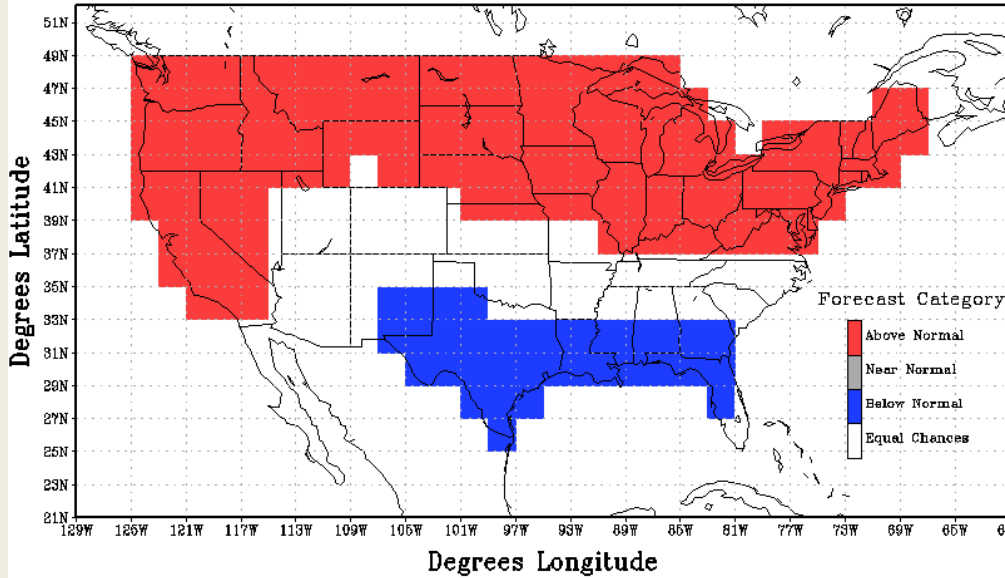 51N
49N
47N
45N
43N
41N
39N
37N
35N
33N
31N
29N
27N
25N
23N
21N
Degrees Latitude
Forecast Category
Above Normal
Near Normal
Below Normal
Equal Chances
129W 125W 121W 117W 113W 109W 105W 101W 97W 93W 89W 85W 81W 77W 73W 69W 65W 6
Degrees Longitude